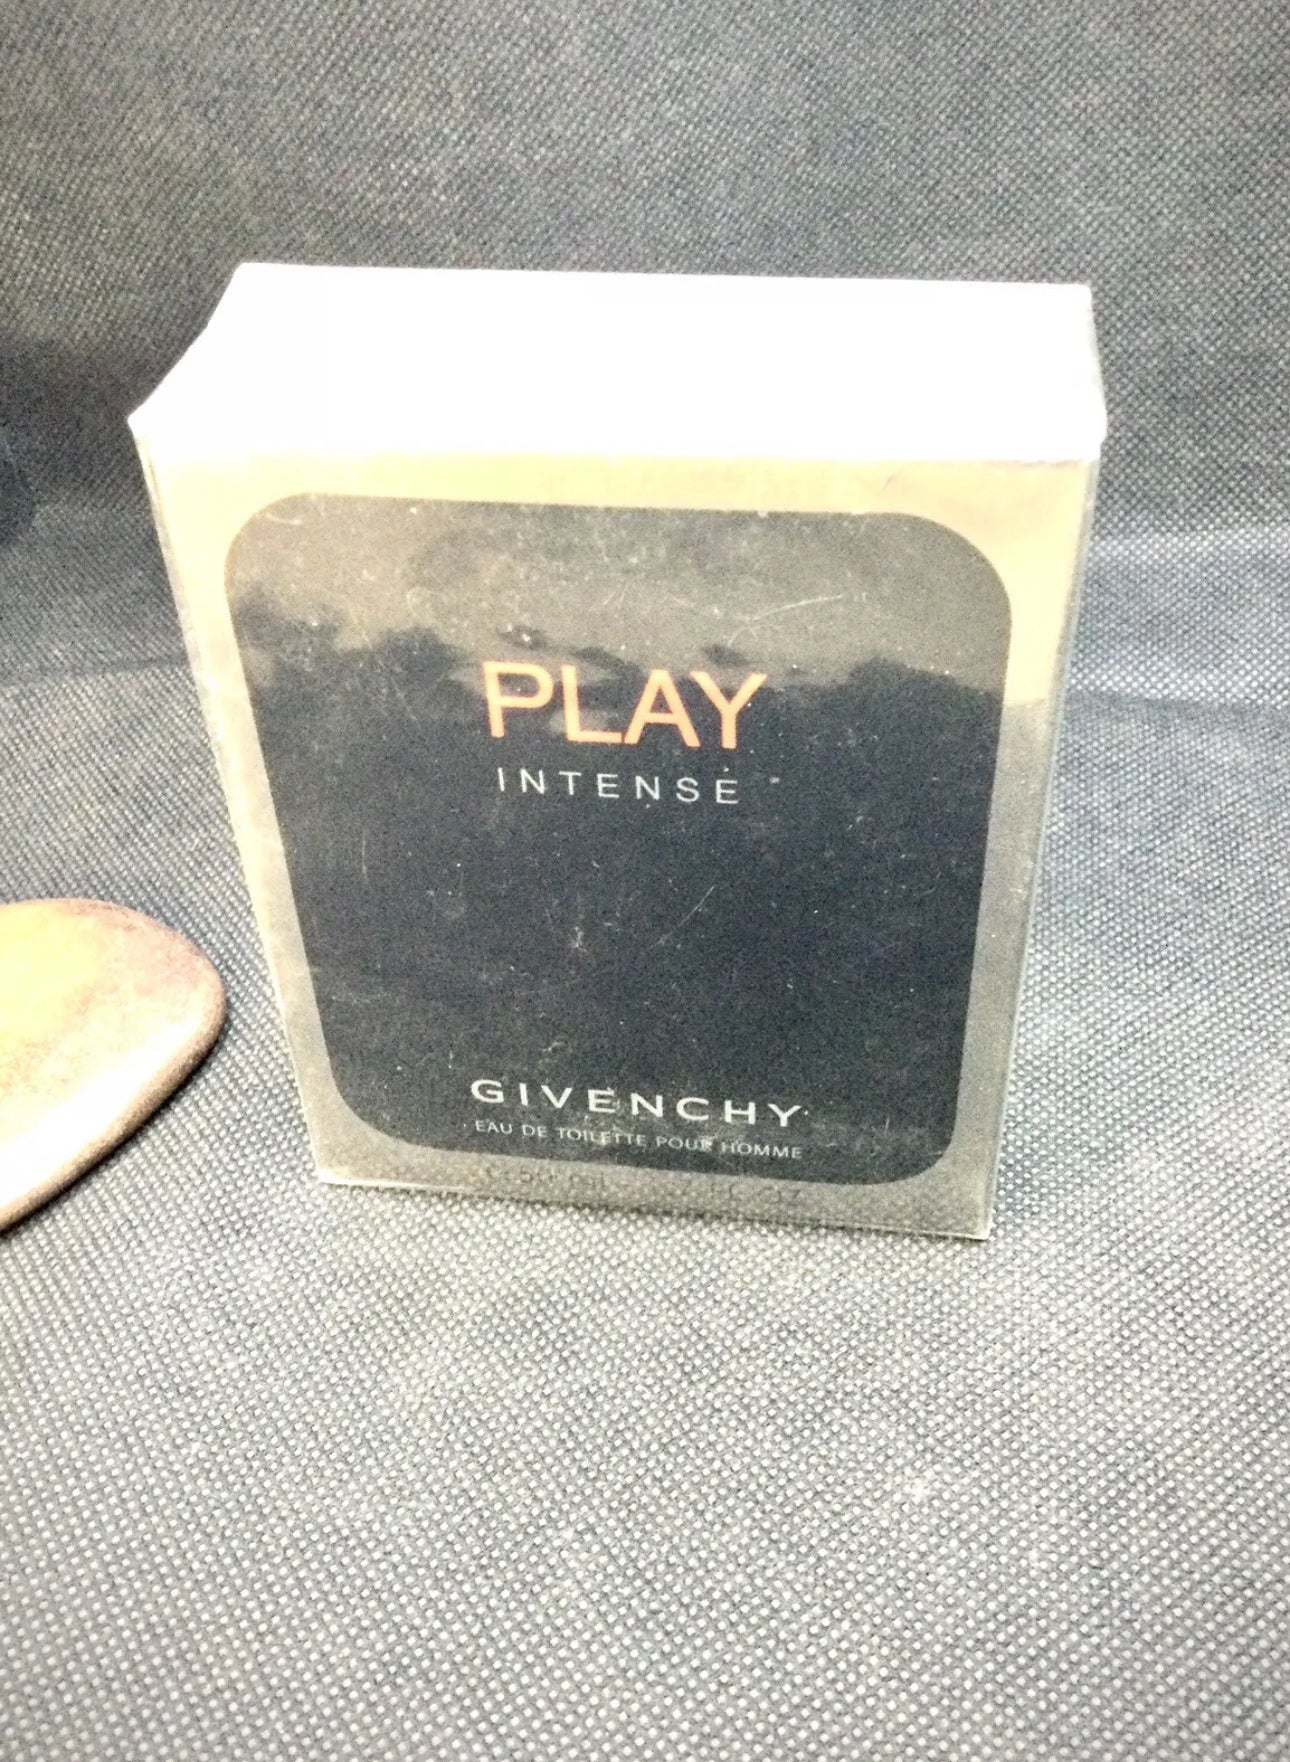 PLAY
INTENSE
GIVENCHY
EAU DE TOILETTE POUR HOMME